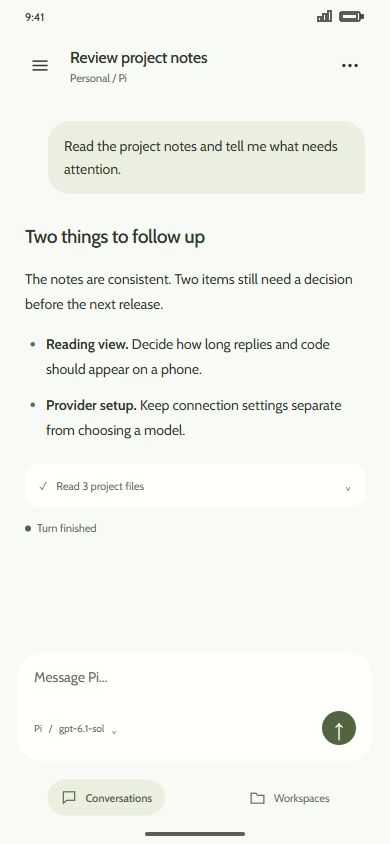 9:41
Review project notes
Personal / Pi
Read the project notes and tell me what needs
attention.
Two things to follow up
The notes are consistent. Two items still need a decision
before the next release.
• Reading view. Decide how long replies and code
should appear on a phone.
• Provider setup. Keep connection settings separate
from choosing a model.
✓ Read 3 project files
Turn finished
Message Pi...
Pi / gpt-6.1-sol
Conversations
Workspaces